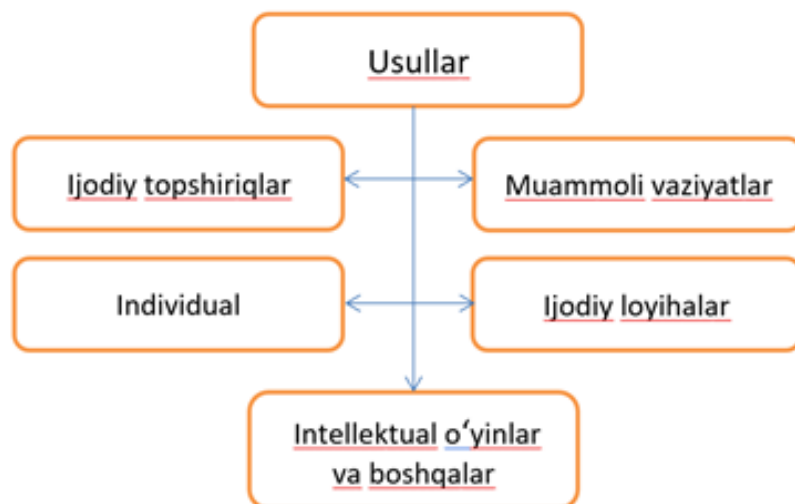 Usullar
Ijodiy topshiriqlar
Muammoli vaziyatlar
Individual
Ijodiy loyihalar
Intellektual oʻyinlar
va boshqalar